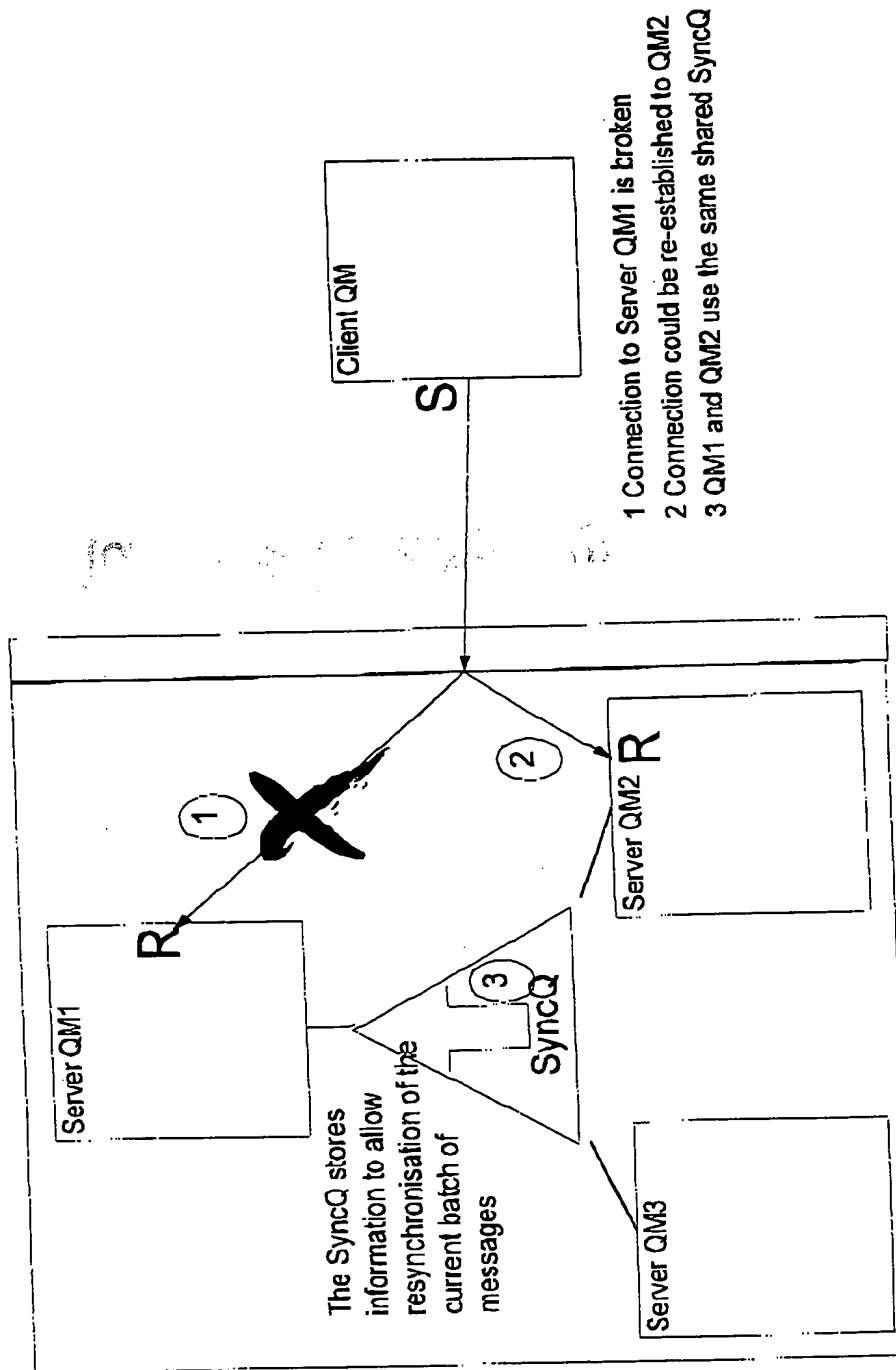 Server QM1
R
1
Client QM
S
The SyncQ stores
information to allow
resynchronisation of the
current batch of
messages
3
SyncQ
2
Server QM2
R
Server QM3
1 Connection to Server QM1 is broken
2 Connection could be re-established to QM2
3 QM1 and QM2 use the same shared SyncQ